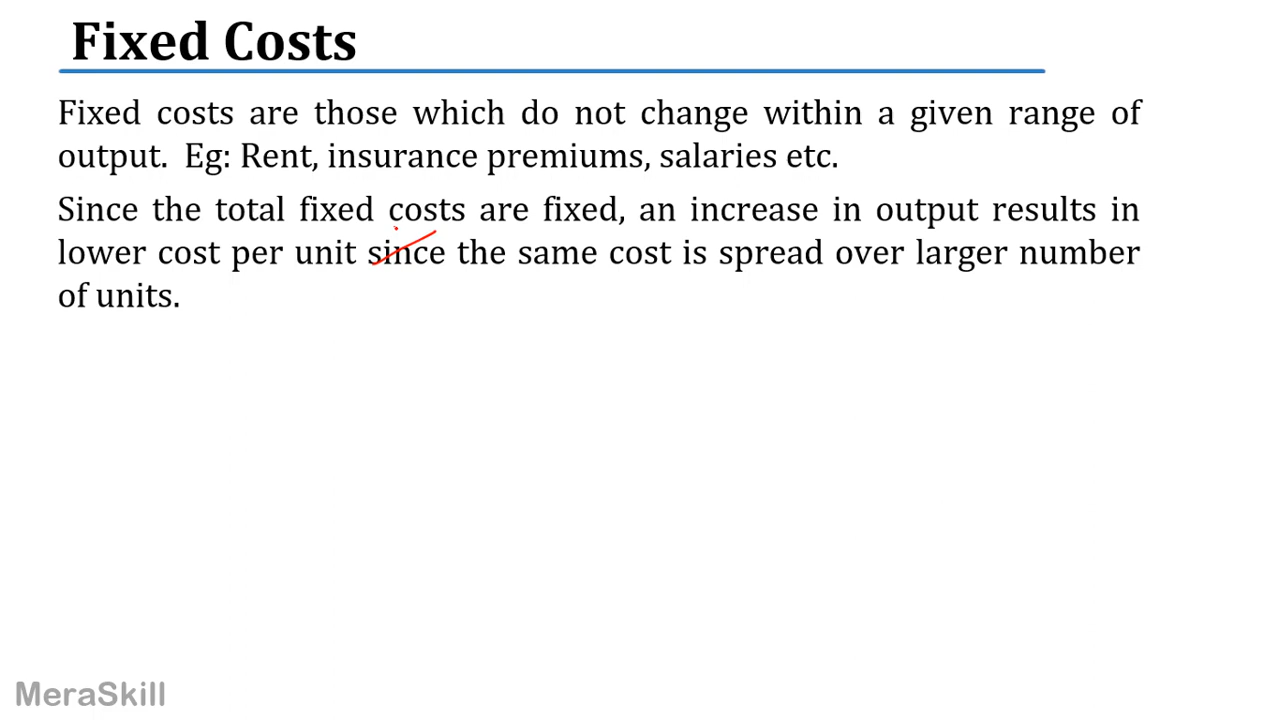 Fixed Costs
Fixed costs are those which do not change within a given range of
output. Eg: Rent, insurance premiums, salaries etc.
Since the total fixed costs are fixed, an increase in output results in
lower cost per unit since the same cost is spread over larger number
of units.
MeraSkill